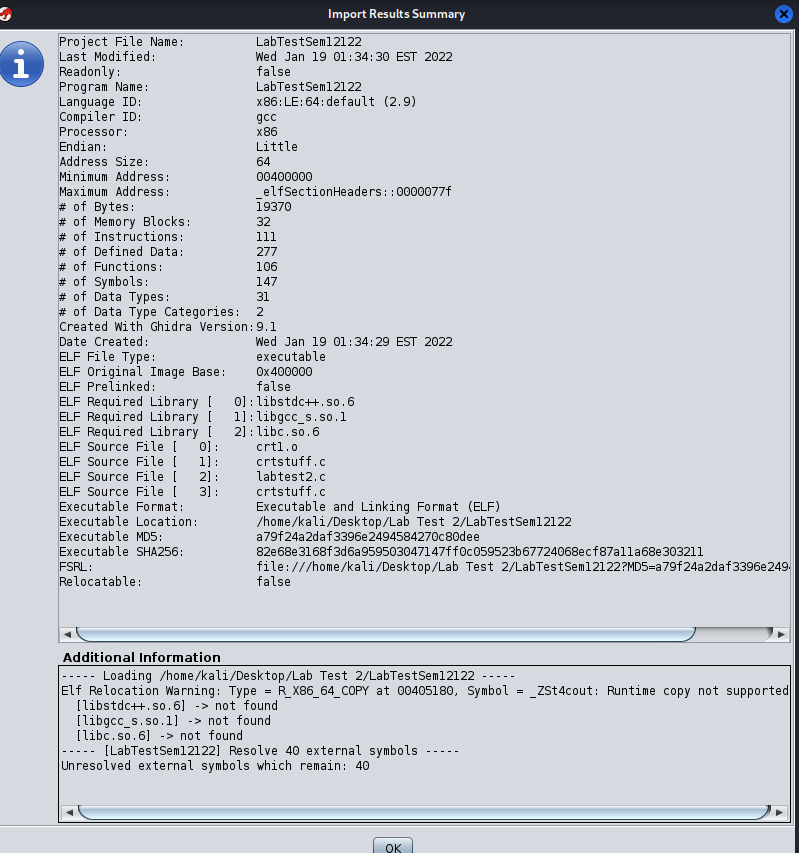 Import Results Summary
Project File Name: LabTestSem12122
Last Modified: Wed Jan 19 01:34:30 EST 2022
Readonly: false
Program Name: LabTestSem12122
Language ID: x86:LE:64:default (2.9)
Compiler ID: gcc
Processor: x86
Endian: Little
Address Size: 64
Minimum Address: 00400000
Maximum Address: _elfSectionHeaders::0000077f
# of Bytes: 19370
# of Memory Blocks: 32
# of Instructions: 111
# of Defined Data: 277
# of Functions: 106
# of Symbols: 147
# of Data Types: 31
# of Data Type Categories: 2
Created With Ghidra Version: 9.1
Date Created: Wed Jan 19 01:34:29 EST 2022
ELF File Type: executable
ELF Original Image Base: 0x400000
ELF Prelinked: false
ELF Required Library [ 0]: libstdc++.so.6
ELF Required Library [ 1]: libgcc_s.so.1
ELF Required Library [ 2]: libc.so.6
ELF Source File [ 0]: crt1.o
ELF Source File [ 1]: crtstuff.c
ELF Source File [ 2]: labtest2.c
ELF Source File [ 3]: crtstuff.c
Executable Format: Executable and Linking Format (ELF)
Executable Location: /home/kali/Desktop/Lab Test 2/LabTestSem12122
Executable MD5: a79f24a2daf3396e2494584270c80dee
Executable SHA256: 82e68e3168f3d6a959503047147ff0c059523b67724068ecf87a11a68e303211
FSRL: file:///home/kali/Desktop/Lab Test 2/LabTestSem12122?MD5=a79f24a2daf3396e249
Relocatable: false
Additional Information
----- Loading /home/kali/Desktop/Lab Test 2/LabTestSem12122 -----
Elf Relocation Warning: Type = R_X86_64_COPY at 00405180, Symbol = _ZSt4cout: Runtime copy not supported
[libstdc++.so.6] -> not found
[libgcc_s.so.1] -> not found
[libc.so.6] -> not found
----- [LabTestSem12122] Resolve 40 external symbols -----
Unresolved external symbols which remain: 40
OK